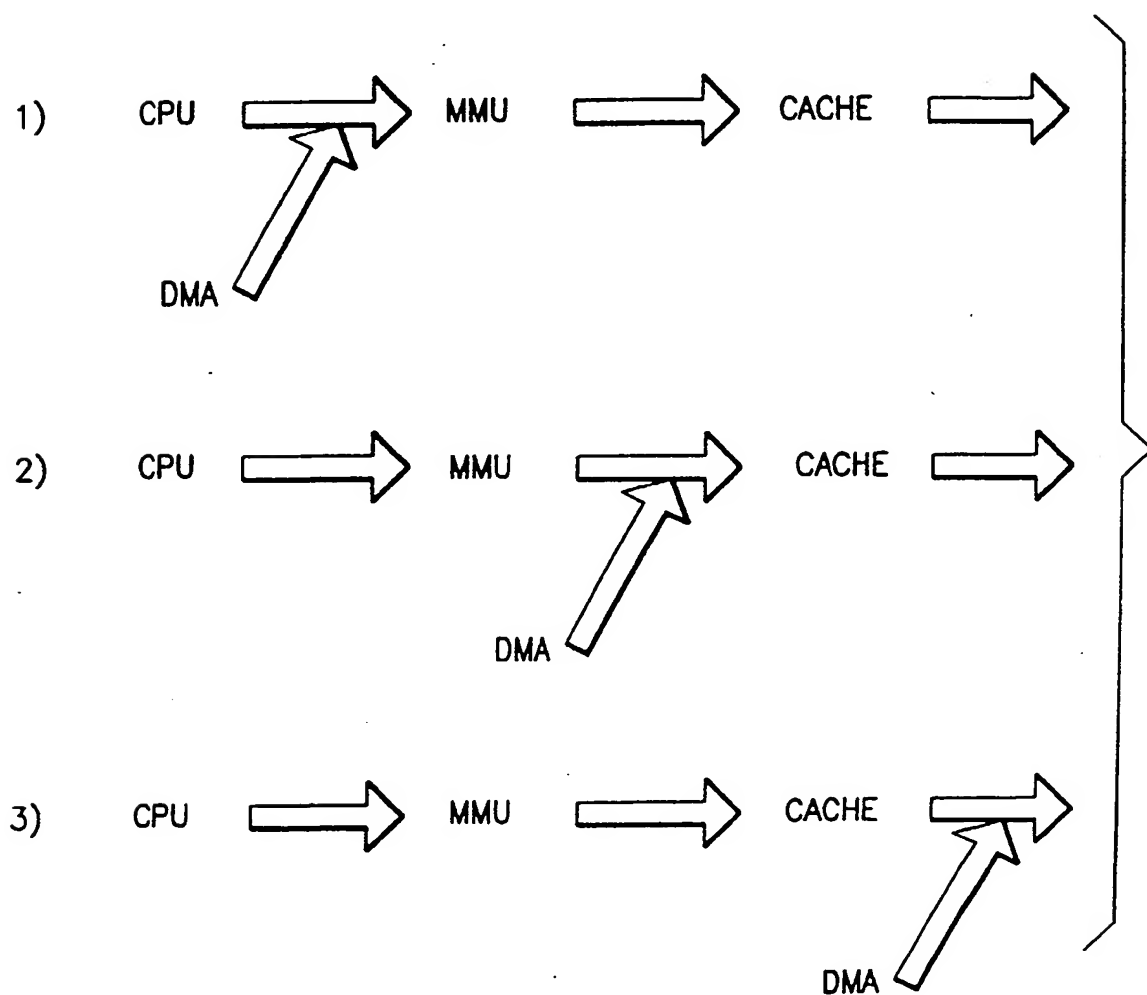 1) CPU MMU CACHE
DMA
2) CPU MMU CACHE
DMA
3) CPU MMU CACHE
DMA